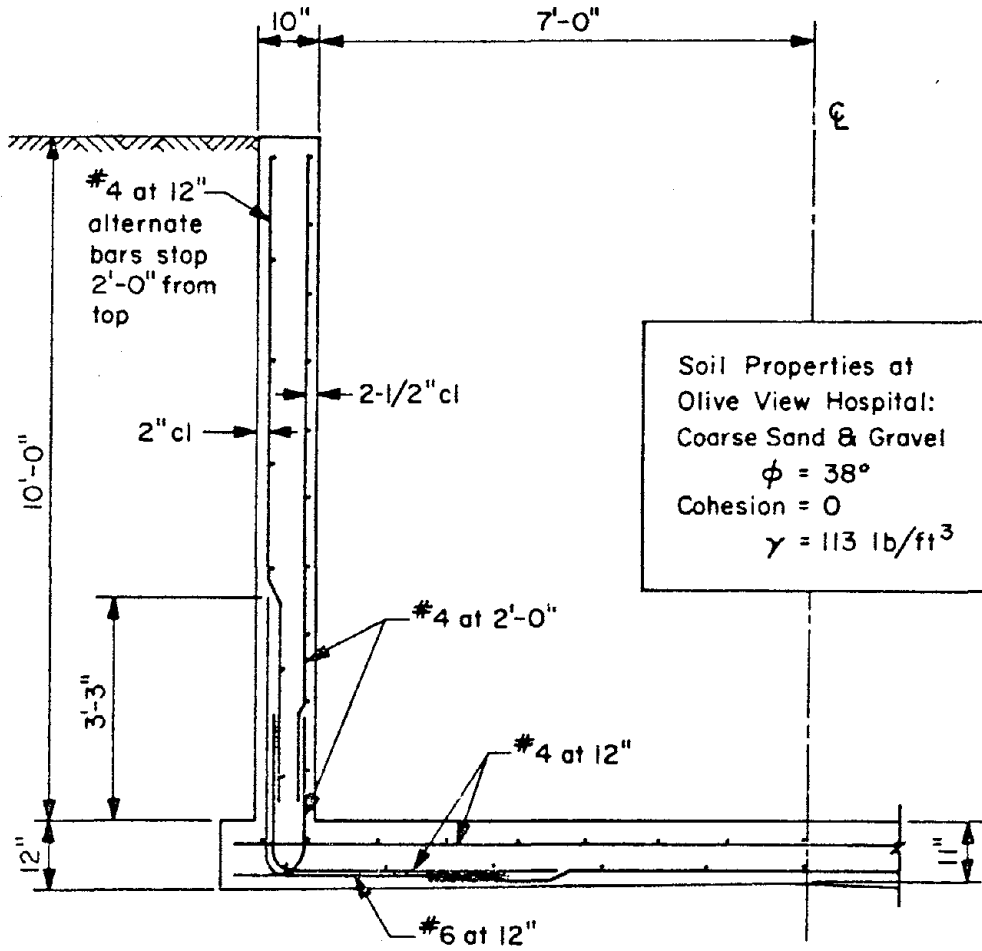 10"
7'-0"
℄
#4 at 12"
alternate
bars stop
2'-0" from
top
2-1/2" cl
2" cl
10'-0"
Soil Properties at
Olive View Hospital:
Coarse Sand & Gravel
ϕ = 38°
Cohesion = 0
γ = 113 lb/ft³
#4 at 2'-0"
3'-3"
#4 at 12"
12"
11"
#6 at 12"